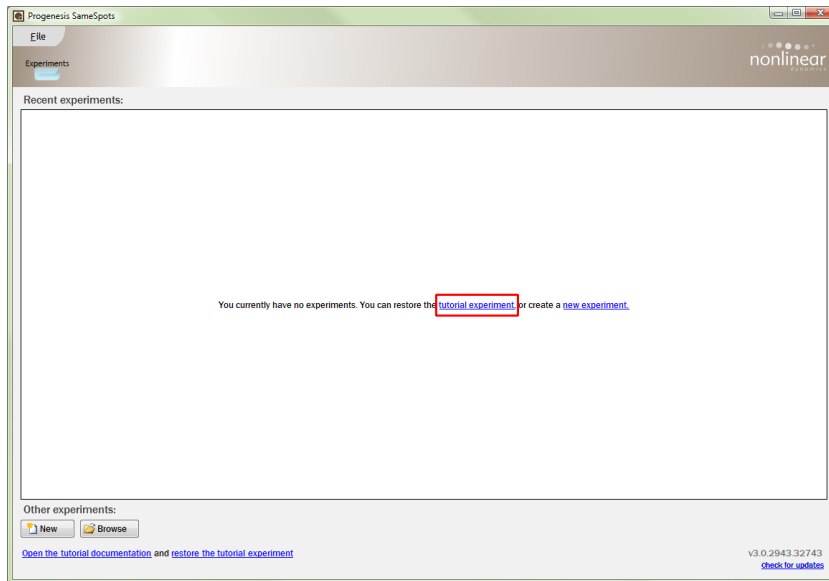 Progenesis SameSpots
File
Experiments
nonlinear
dynamics
Recent experiments:
You currently have no experiments. You can restore the tutorial experiment, or create a new experiment.
Other experiments:
New Browse
Open the tutorial documentation and restore the tutorial experiment
v3.0.2943.32743
check for updates